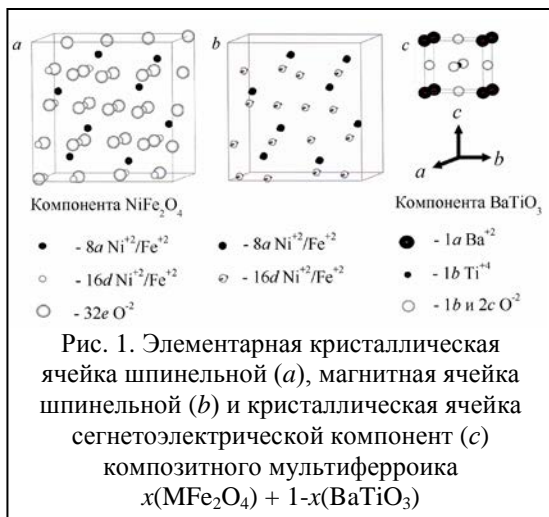 a
b
c
c
a
b
Компонента NiFe₂O₄
Компонента BaTiO₃
- 8a Ni⁺²/Fe⁺²
- 8a Ni⁺²/Fe⁺²
- 1a Ba⁺²
- 16d Ni⁺²/Fe⁺²
- 16d Ni⁺²/Fe⁺²
- 1b Ti⁺⁴
- 32e O⁻²
- 1b и 2c O⁻²
Рис. 1. Элементарная кристаллическая
ячейка шпинельной (a), магнитная ячейка
шпинельной (b) и кристаллическая ячейка
сегнетоэлектрической компонент (c)
композитного мультиферроика
x(MFe₂O₄) + 1-x(BaTiO₃)